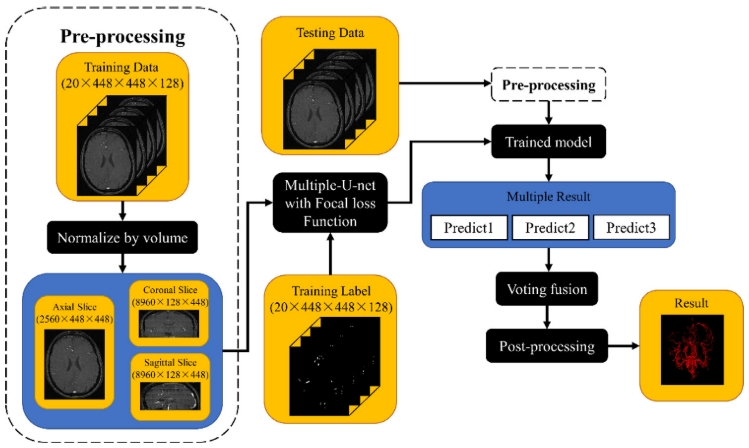 Pre-processing
Training Data
(20×448×448×128)
Normalize by volume
Axial Slice
(2560×448×448)
Coronal Slice
(8960×128×448)
Sagittal Slice
(8960×128×448)
Testing Data
Multiple-U-net
with Focal loss
Function
Training Label
(20×448×448×128)
Pre-processing
Trained model
Multiple Result
Predict1
Predict2
Predict3
Voting fusion
Post-processing
Result